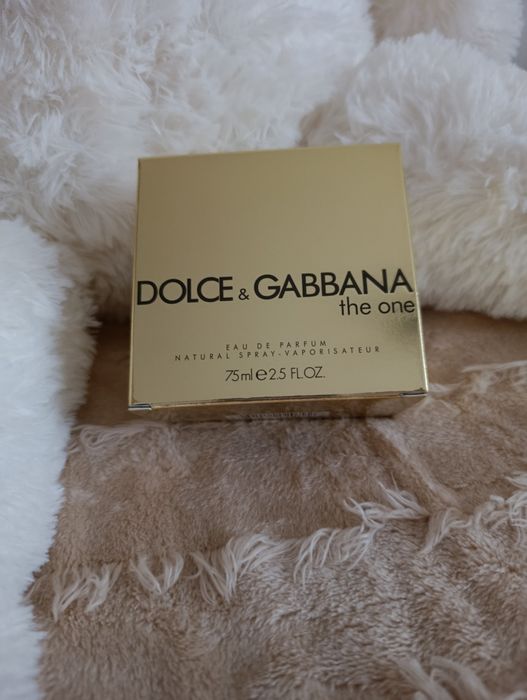 DOLCE & GABBANA
the one
EAU DE PARFUM
NATURAL SPRAY-VAPORISATEUR
75ml e 2.5 FL.OZ.